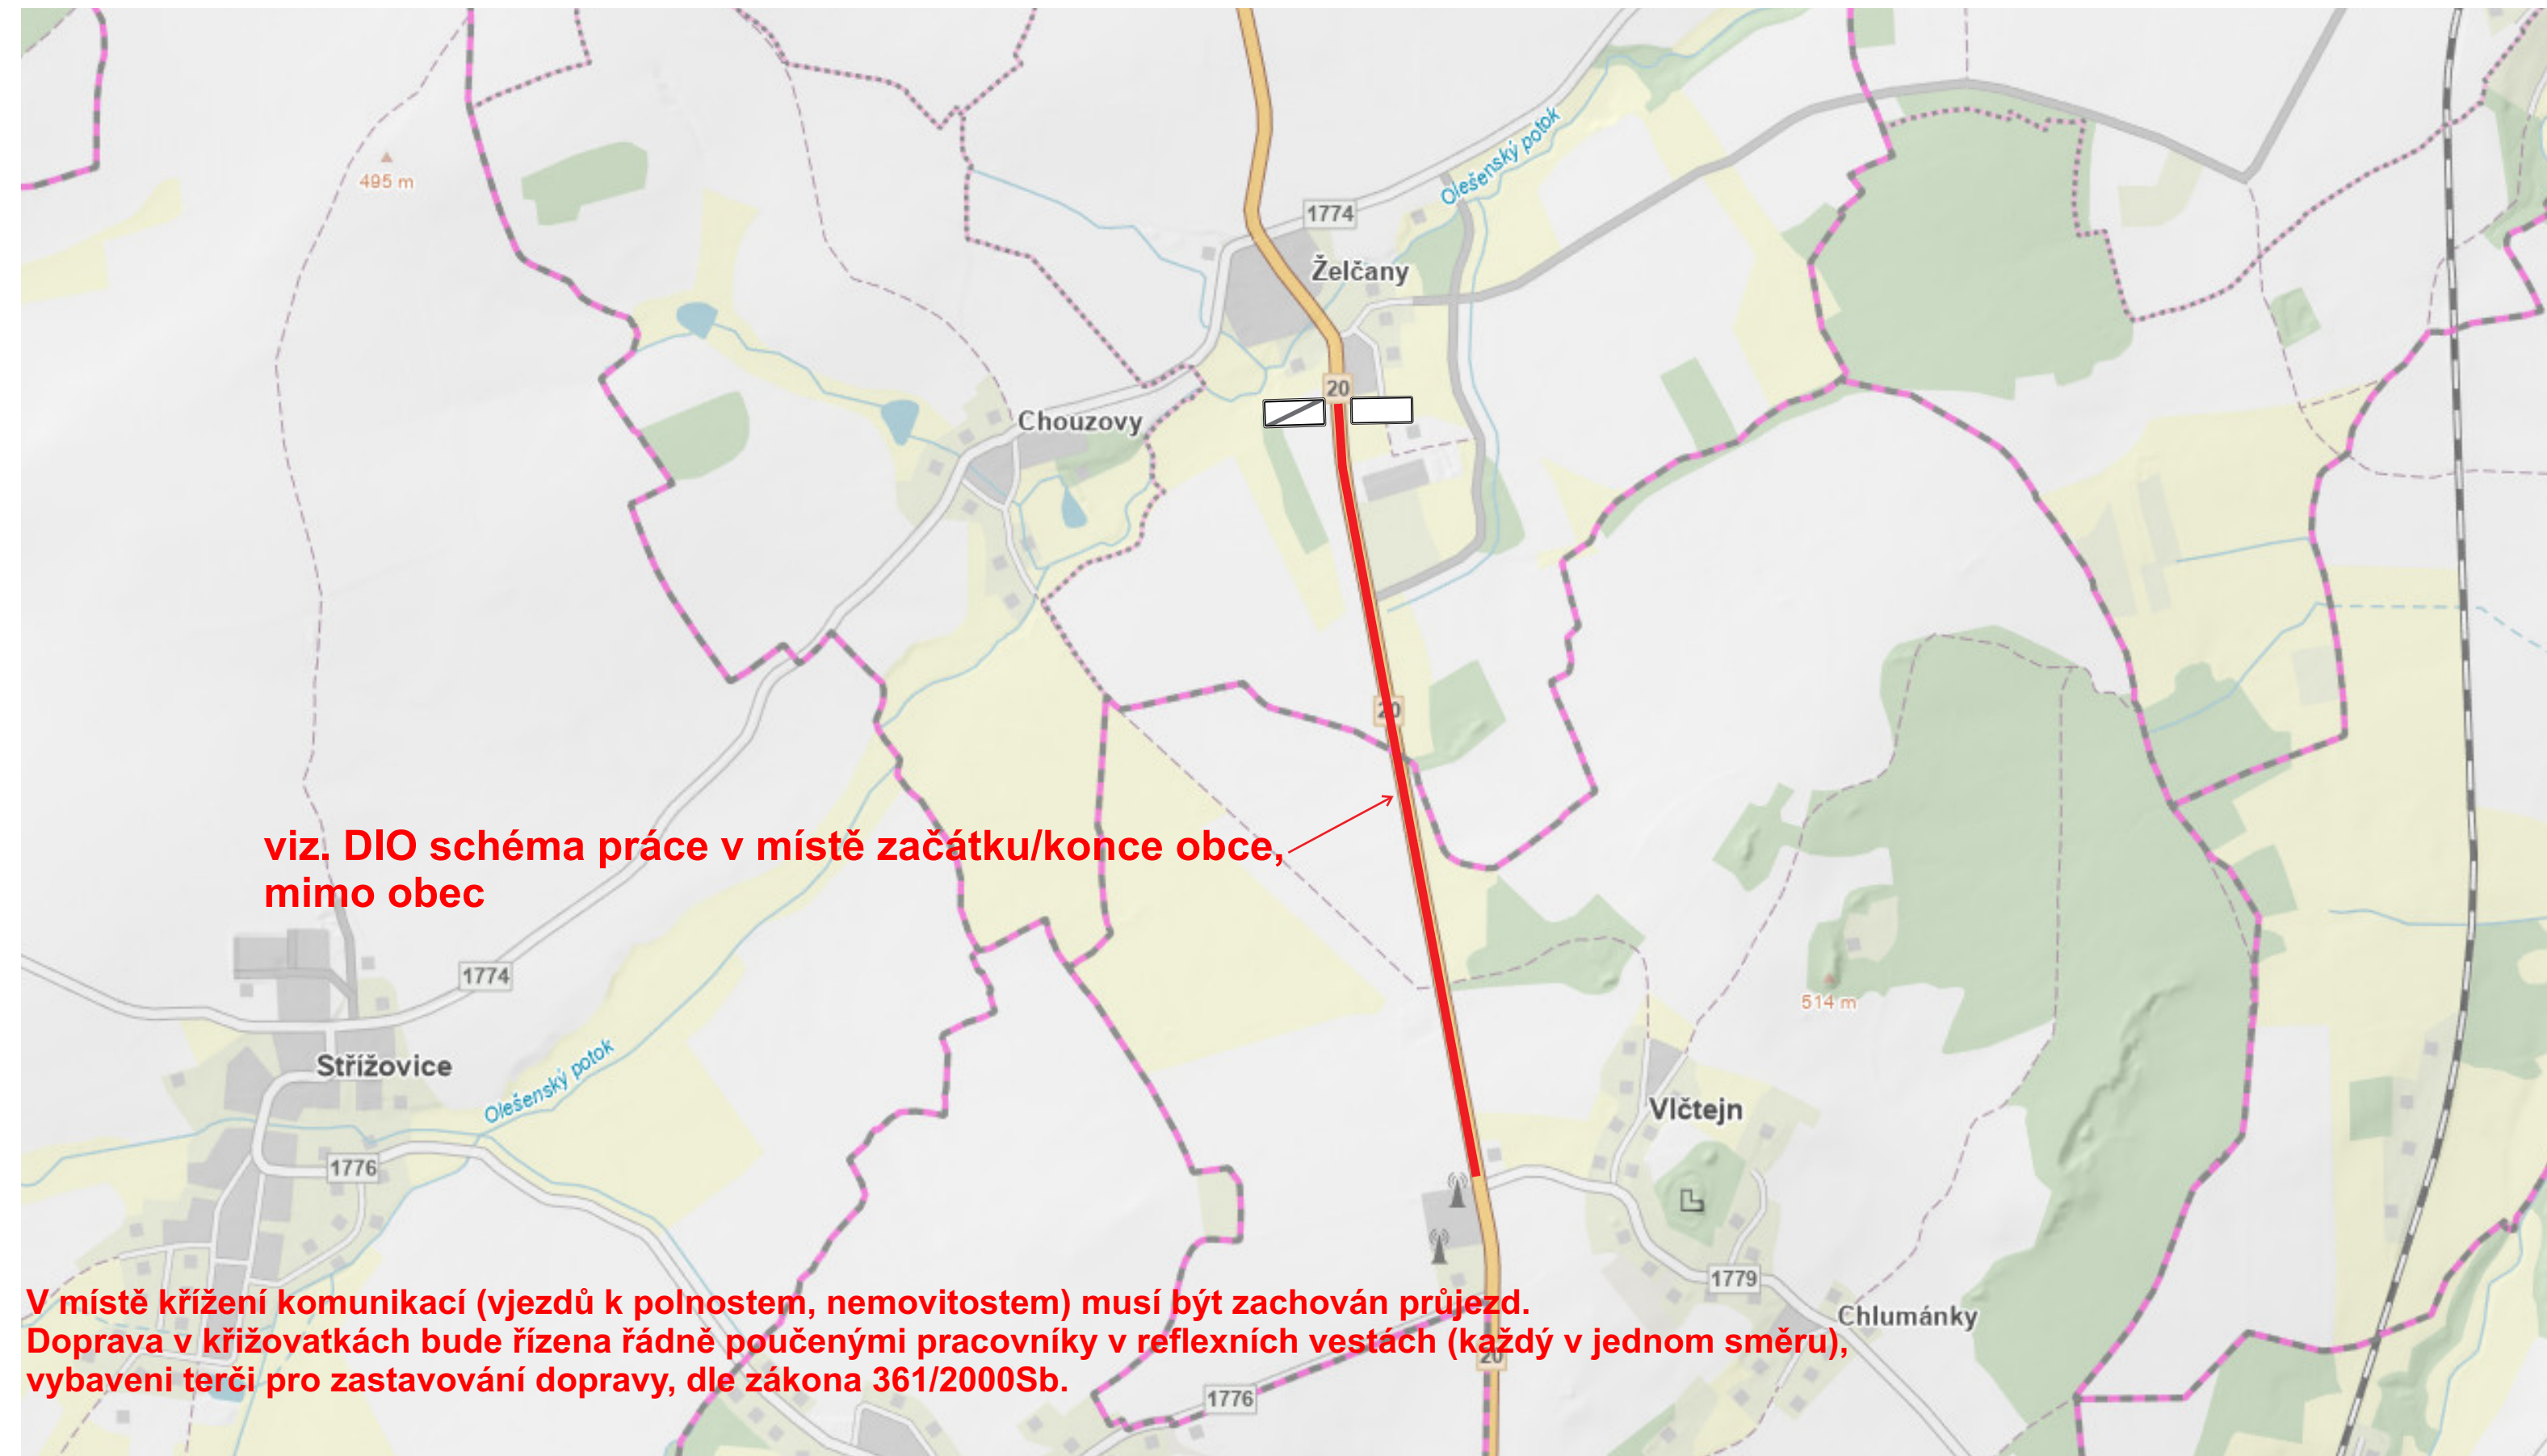 495 m
1774
Olešenský potok
Želčany
20
Chouzovy
20
viz. DIO schéma práce v místě začátku/konce obce,
mimo obec
1774
514 m
Střížovice
Olešenský potok
Vlčtejn
1776
1779
V místě křížení komunikací (vjezdů k polnostem, nemovitostem) musí být zachován průjezd.
Chlumánky
Doprava v křižovatkách bude řízena řádně poučenými pracovníky v reflexních vestách (každý v jednom směru),
20
vybaveni terči pro zastavování dopravy, dle zákona 361/2000Sb.
1776